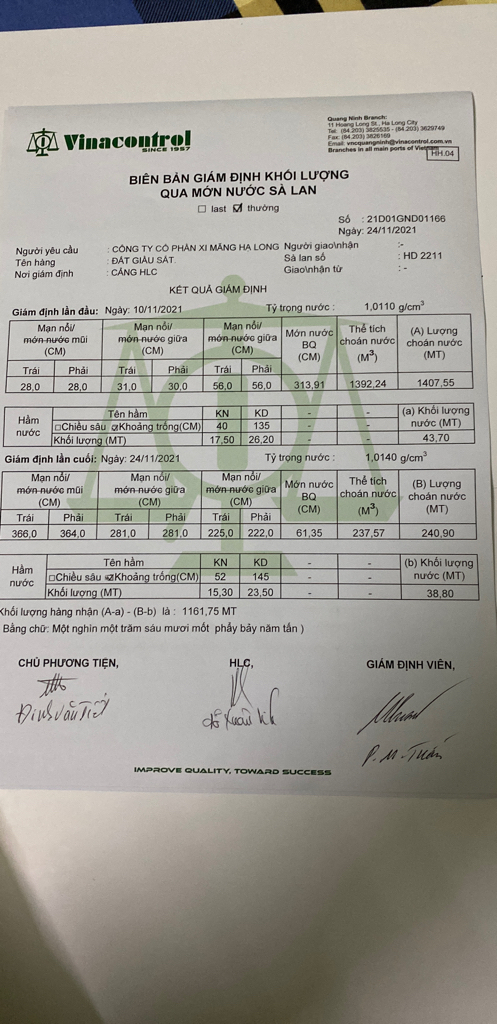 Vinacontrol
SINCE 1957
Quang Ninh Branch:
11 Hoang Long St., Ha Long City
Tel: (84.203) 3825535 - (84.203) 3629749
Fax: (84.203) 3826169
Email: vncquangninh@vinacontrol.com.vn
Branches in all main ports of Vietnam
HH.04
BIÊN BẢN GIÁM ĐỊNH KHỐI LƯỢNG
QUA MỚN NƯỚC SÀ LAN
☐ last ☑ thường
Số : 21D01GND01166
Ngày: 24/11/2021
Người yêu cầu : CÔNG TY CỔ PHẦN XI MĂNG HẠ LONG Người giao\nhận :-
Tên hàng : ĐẤT GIÀU SẮT. Sà lan số : HD 2211
Nơi giám định : CẢNG HLC Giao\nhận từ : -
KẾT QUẢ GIÁM ĐỊNH
Giám định lần đầu: Ngày: 10/11/2021 Tỷ trọng nước : 1,0110 g/cm³
Mạn nổi/ Mạn nổi/ Mạn nổi/ Mớn nước Thể tích (A) Lượng
mớn nước mũi mớn nước giữa mớn nước giữa BQ choán nước choán nước
(CM) (CM) (CM) (CM) (M³) (MT)
Trái Phải Trái Phải Trái Phải
28,0 28,0 31,0 30,0 56,0 56,0 313,91 1392,24 1407,55
Hầm nước Tên hầm KN KD - - (a) Khối lượng
☐Chiều sâu ☑Khoảng trống(CM) 40 135 - - nước (MT)
Khối lượng (MT) 17,50 26,20 - - 43,70
Giám định lần cuối: Ngày: 24/11/2021 Tỷ trọng nước : 1,0140 g/cm³
Mạn nổi/ Mạn nổi/ Mạn nổi/ Mớn nước Thể tích (B) Lượng
mớn nước mũi mớn nước giữa mớn nước giữa BQ choán nước choán nước
(CM) (CM) (CM) (CM) (M³) (MT)
Trái Phải Trái Phải Trái Phải
366,0 364,0 281,0 281,0 225,0 222,0 61,35 237,57 240,90
Hầm nước Tên hầm KN KD - - (b) Khối lượng
☐Chiều sâu ☑Khoảng trống(CM) 52 145 - - nước (MT)
Khối lượng (MT) 15,30 23,50 - - 38,80
Khối lượng hàng nhận (A-a) - (B-b) là : 1161,75 MT
Bằng chữ: Một nghìn một trăm sáu mươi mốt phẩy bảy năm tấn )
CHỦ PHƯƠNG TIỆN, HLC, GIÁM ĐỊNH VIÊN,
Đinh Văn Tiết
P. M - Tuấn
IMPROVE QUALITY, TOWARD SUCCESS